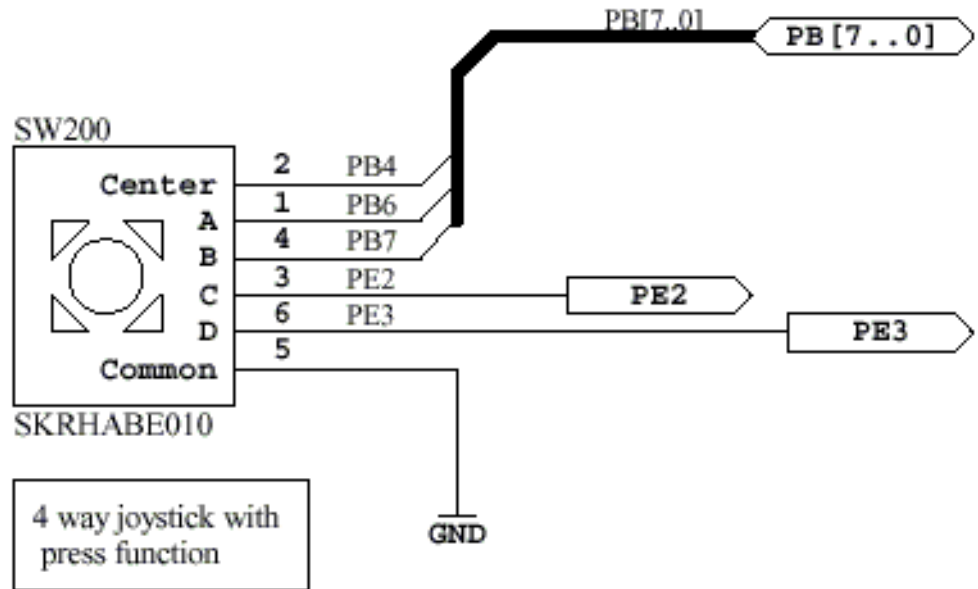 PB[7..0]
PB[7..0]
SW200
Center 2 PB4
A 1 PB6
B 4 PB7
C 3 PE2
PE2
D 6 PE3
PE3
Common 5
SKRHABE010
GND
4 way joystick with
press function